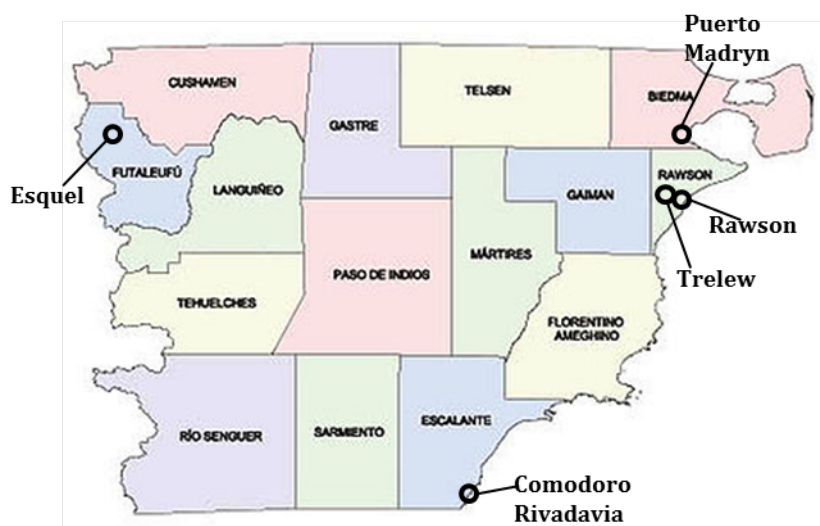 Puerto
Madryn
CUSHAMEN
TELSEN
BIEDMA
GASTRE
FUTALEUFÚ
LANGUIÑEO
RAWSON
Esquel
GAIMAN
Rawson
MÁRTIRES
Trelew
PASO DE INDIOS
TEHUELCHES
FLORENTINO
AMEGHINO
RÍO SENGUER
SARMIENTO
ESCALANTE
Comodoro
Rivadavia